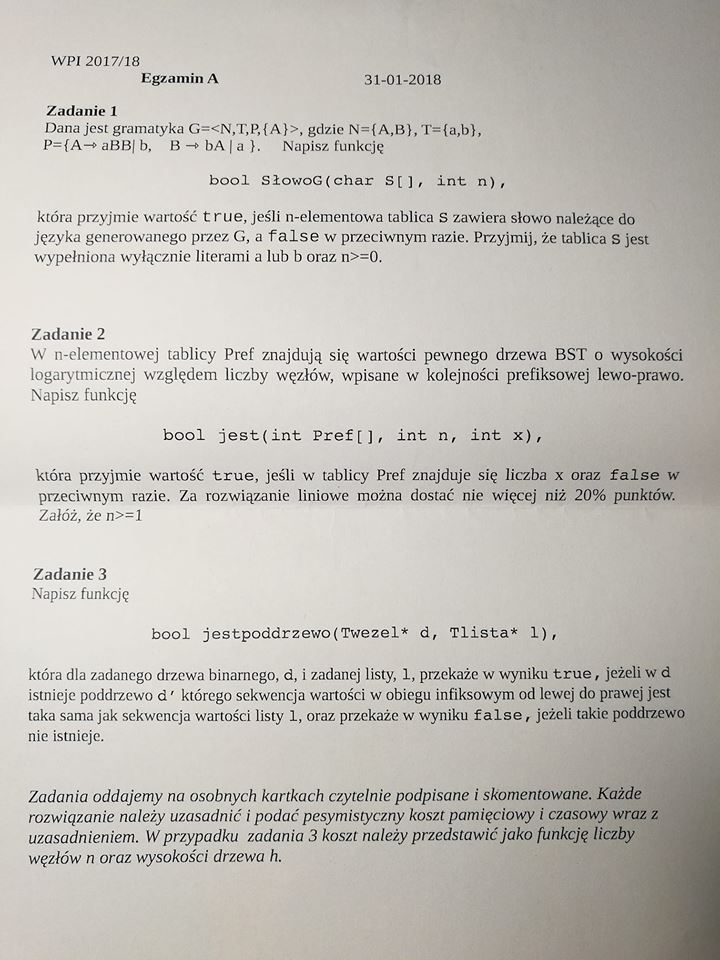 WPI 2017/18
Egzamin A 31-01-2018
Zadanie 1
Dana jest gramatyka G=<N,T,P,{A}>, gdzie N={A,B}, T={a,b},
P={A→ aBB| b, B → bA | a }. Napisz funkcję
bool SłowoG(char S[], int n),
która przyjmie wartość true, jeśli n-elementowa tablica S zawiera słowo należące do
języka generowanego przez G, a false w przeciwnym razie. Przyjmij, że tablica S jest
wypełniona wyłącznie literami a lub b oraz n>=0.
Zadanie 2
W n-elementowej tablicy Pref znajdują się wartości pewnego drzewa BST o wysokości
logarytmicznej względem liczby węzłów, wpisane w kolejności prefiksowej lewo-prawo.
Napisz funkcję
bool jest(int Pref[], int n, int x),
która przyjmie wartość true, jeśli w tablicy Pref znajduje się liczba x oraz false w
przeciwnym razie. Za rozwiązanie liniowe można dostać nie więcej niż 20% punktów.
Załóż, że n>=1
Zadanie 3
Napisz funkcję
bool jestpoddrzewo(Twezel* d, Tlista* l),
która dla zadanego drzewa binarnego, d, i zadanej listy, l, przekaże w wyniku true, jeżeli w d
istnieje poddrzewo d' którego sekwencja wartości w obiegu infiksowym od lewej do prawej jest
taka sama jak sekwencja wartości listy l, oraz przekaże w wyniku false, jeżeli takie poddrzewo
nie istnieje.
Zadania oddajemy na osobnych kartkach czytelnie podpisane i skomentowane. Każde
rozwiązanie należy uzasadnić i podać pesymistyczny koszt pamięciowy i czasowy wraz z
uzasadnieniem. W przypadku zadania 3 koszt należy przedstawić jako funkcję liczby
węzłów n oraz wysokości drzewa h.